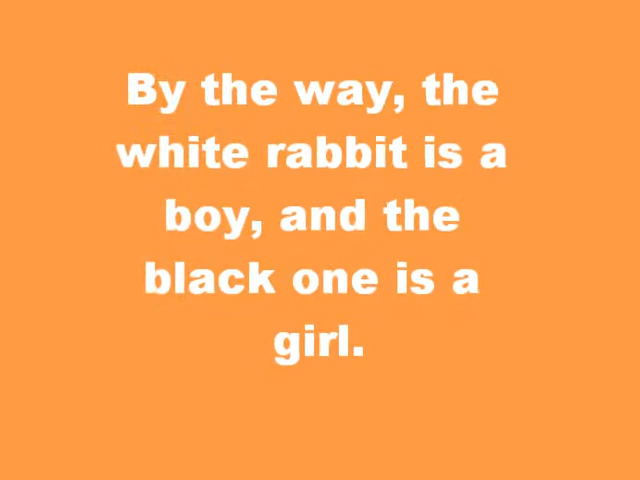 By the way, the
white rabbit is a
boy, and the
black one is a
girl.